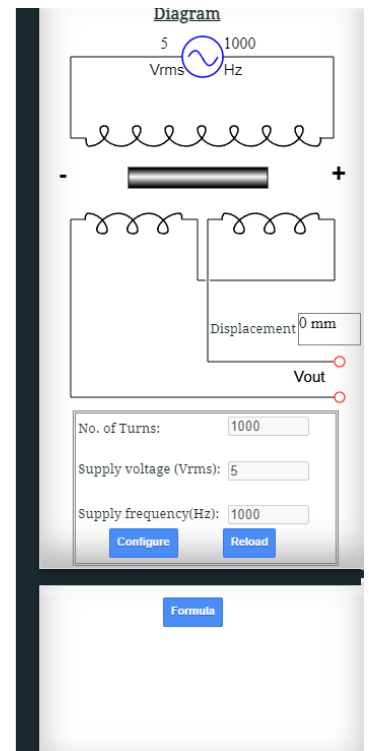 Diagram
5 1000
Vrms Hz
- +
Displacement 0 mm
Vout
No. of Turns: 1000
Supply voltage (Vrms): 5
Supply frequency(Hz): 1000
Configure Reload
Formula